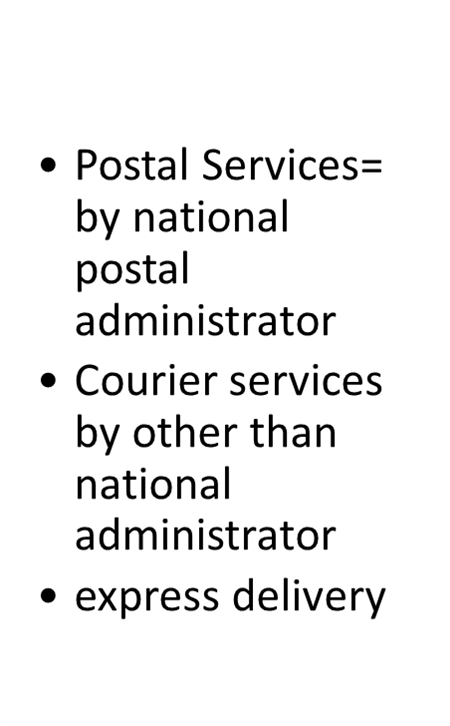 • Postal Services=
by national
postal
administrator
• Courier services
by other than
national
administrator
• express delivery